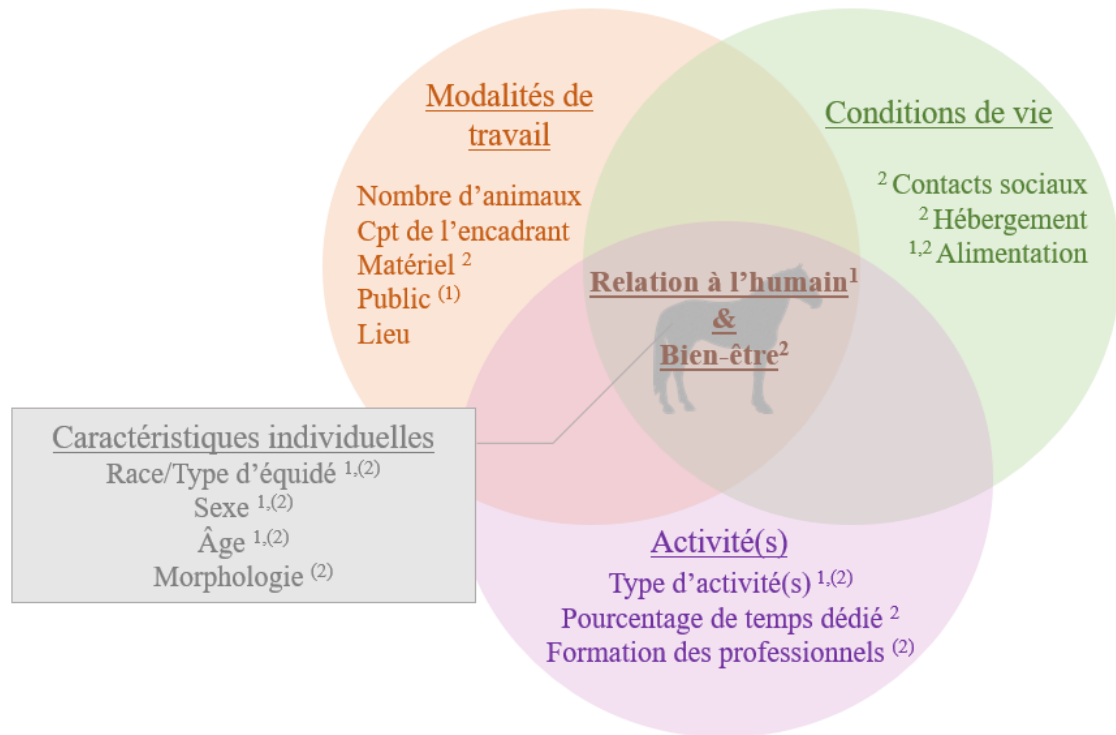 Modalités de
travail
Nombre d'animaux
Cpt de l'encadrant
Matériel ²
Public ⁽¹⁾
Lieu
Conditions de vie
² Contacts sociaux
² Hébergement
¹,² Alimentation
Relation à l'humain¹
&
Bien-être²
Caractéristiques individuelles
Race/Type d'équidé ¹,⁽²⁾
Sexe ¹,⁽²⁾
Âge ¹,⁽²⁾
Morphologie ⁽²⁾
Activité(s)
Type d'activité(s) ¹,⁽²⁾
Pourcentage de temps dédié ²
Formation des professionnels ⁽²⁾